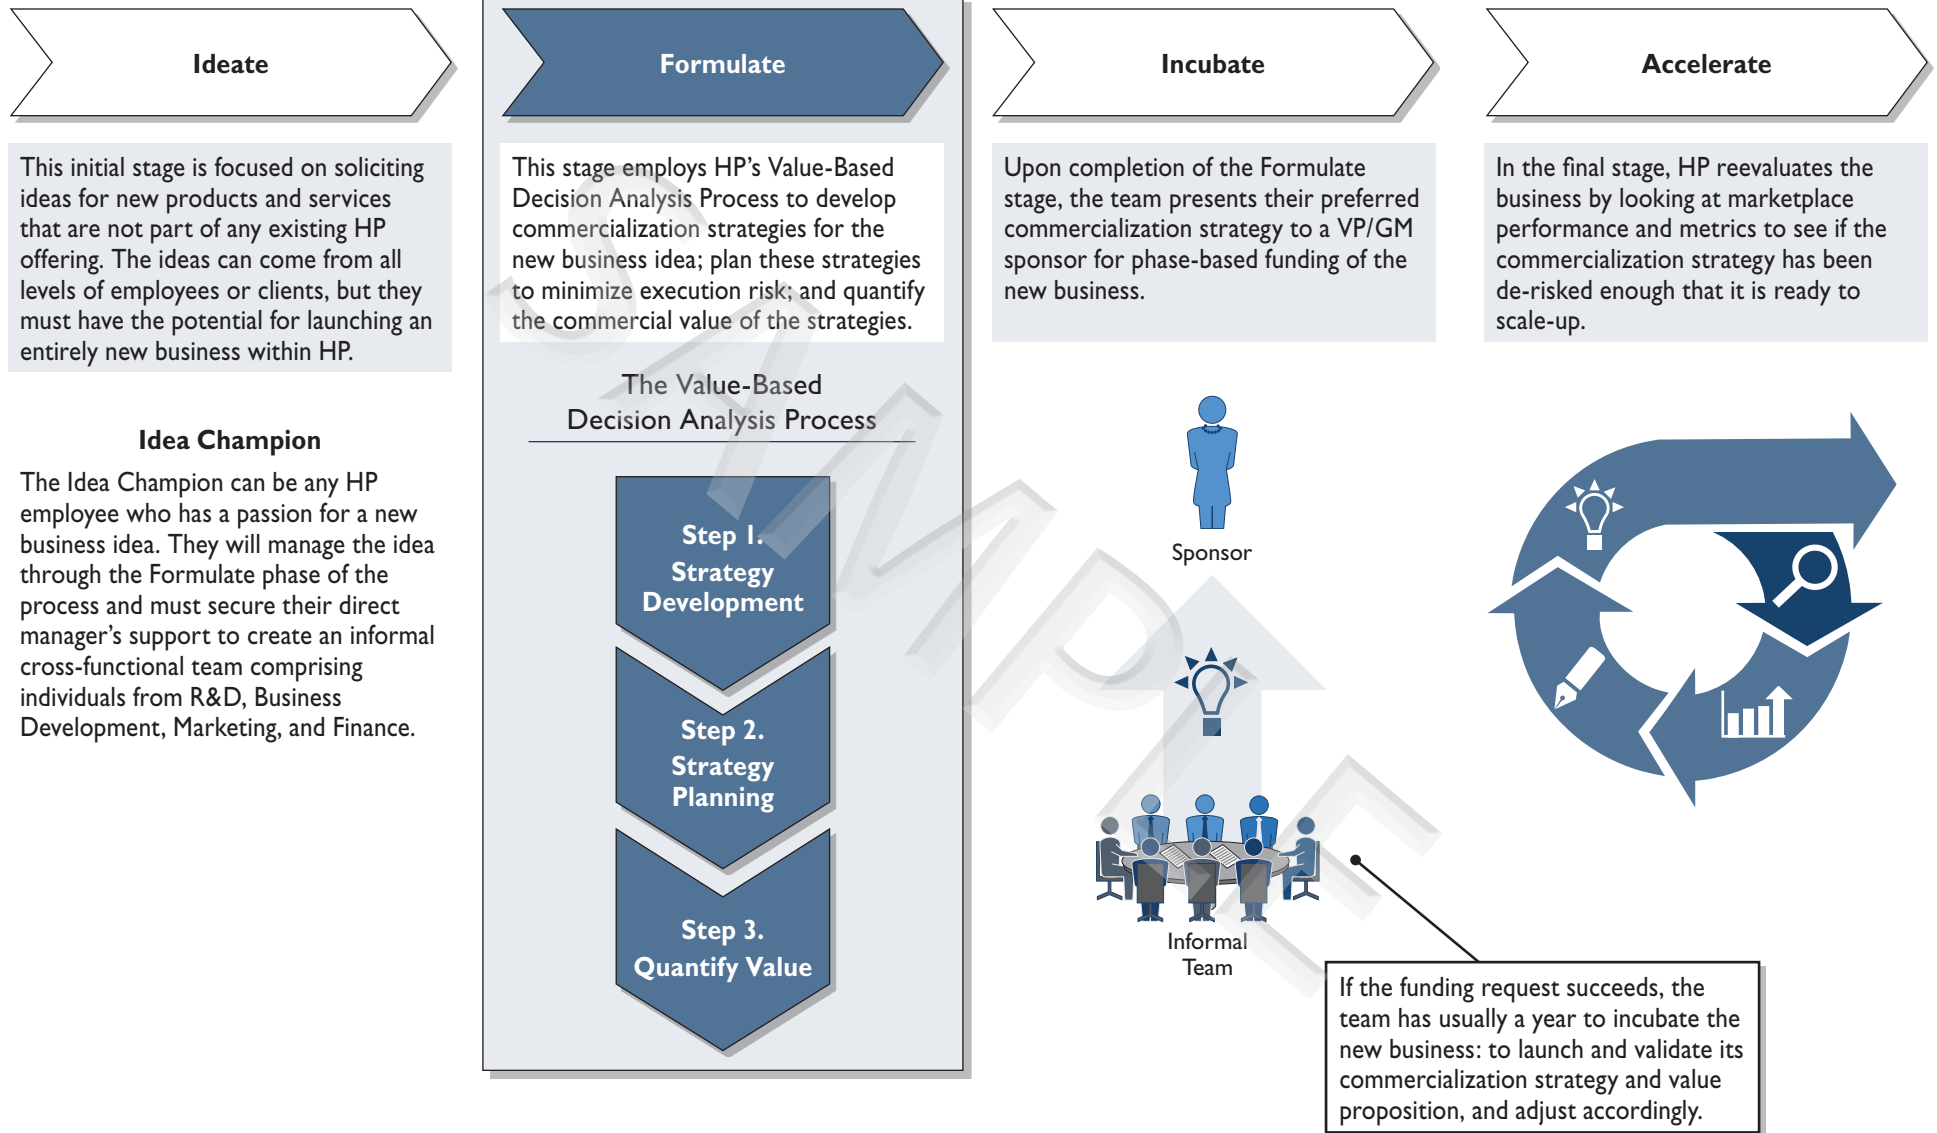 Ideate
This initial stage is focused on soliciting
ideas for new products and services
that are not part of any existing HP
offering. The ideas can come from all
levels of employees or clients, but they
must have the potential for launching an
entirely new business within HP.
Idea Champion
The Idea Champion can be any HP
employee who has a passion for a new
business idea. They will manage the idea
through the Formulate phase of the
process and must secure their direct
manager's support to create an informal
cross-functional team comprising
individuals from R&D, Business
Development, Marketing, and Finance.
Formulate
This stage employs HP's Value-Based
Decision Analysis Process to develop
commercialization strategies for the
new business idea; plan these strategies
to minimize execution risk; and quantify
the commercial value of the strategies.
The Value-Based
Decision Analysis Process
Step 1.
Strategy
Development
Step 2.
Strategy
Planning
Step 3.
Quantify Value
Incubate
Upon completion of the Formulate
stage, the team presents their preferred
commercialization strategy to a VP/GM
sponsor for phase-based funding of the
new business.
Sponsor
Informal
Team
If the funding request succeeds, the
team has usually a year to incubate the
new business: to launch and validate its
commercialization strategy and value
proposition, and adjust accordingly.
Accelerate
In the final stage, HP reevaluates the
business by looking at marketplace
performance and metrics to see if the
commercialization strategy has been
de-risked enough that it is ready to
scale-up.
SAMPLE